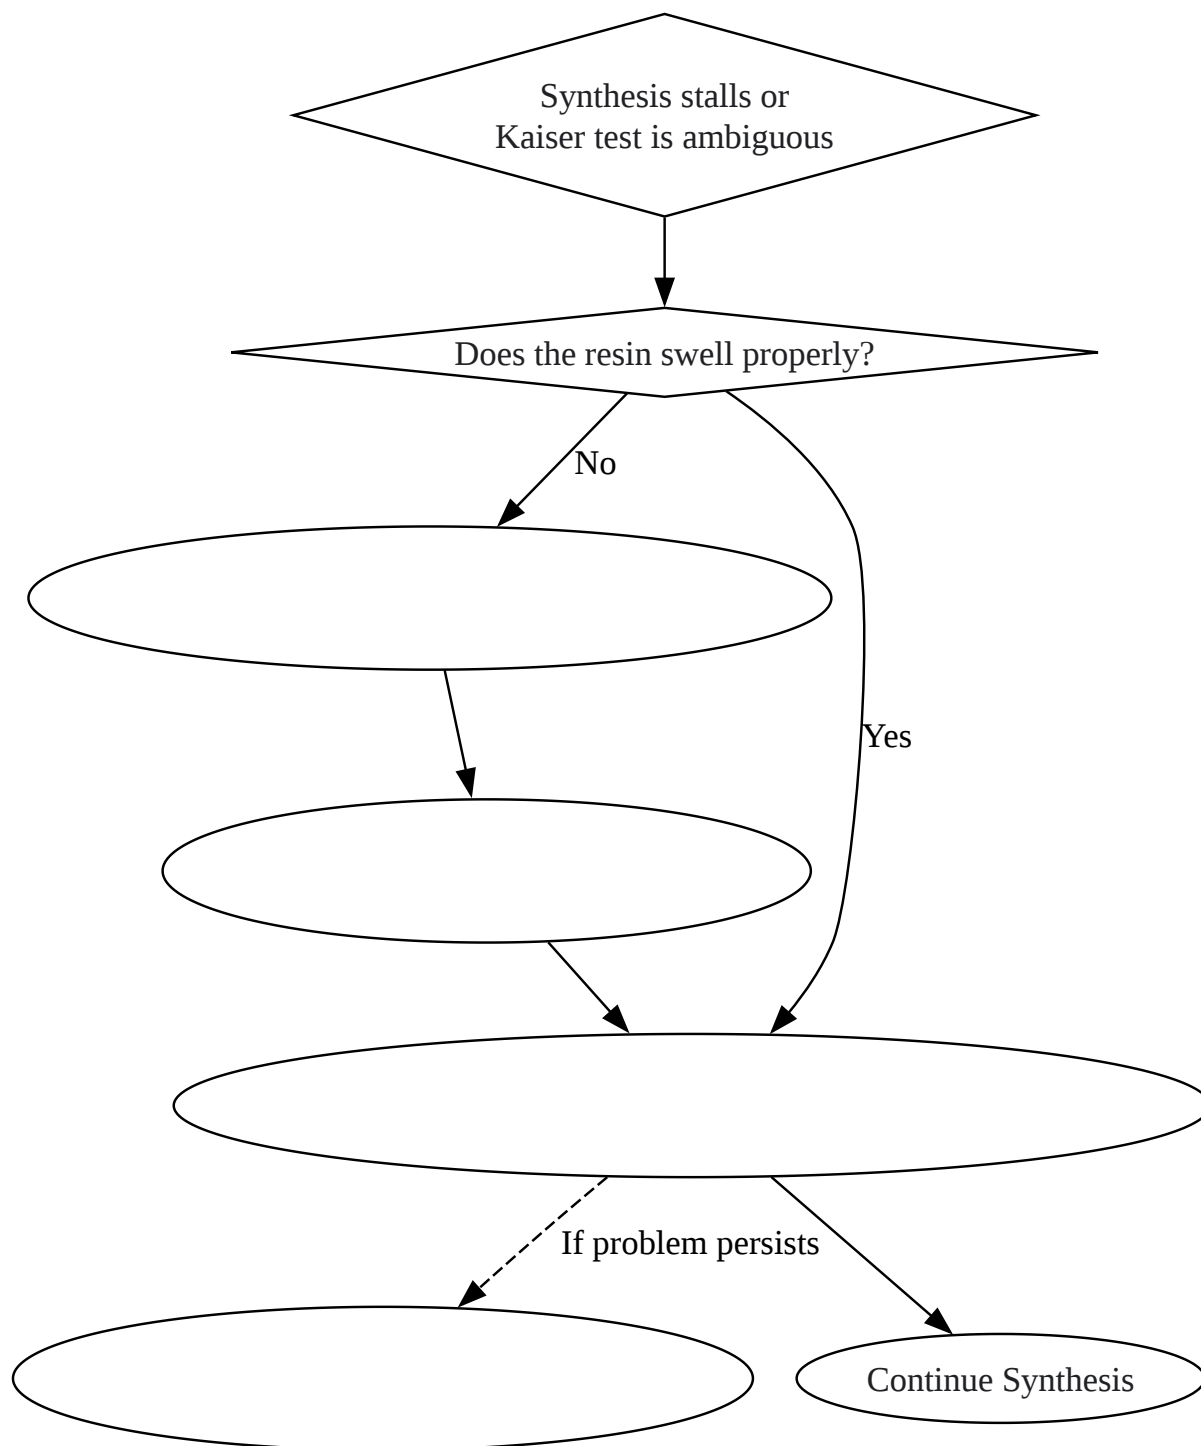 Synthesis stalls or
Kaiser test is ambiguous
Does the resin swell properly?
No
Yes
If problem persists
Continue Synthesis